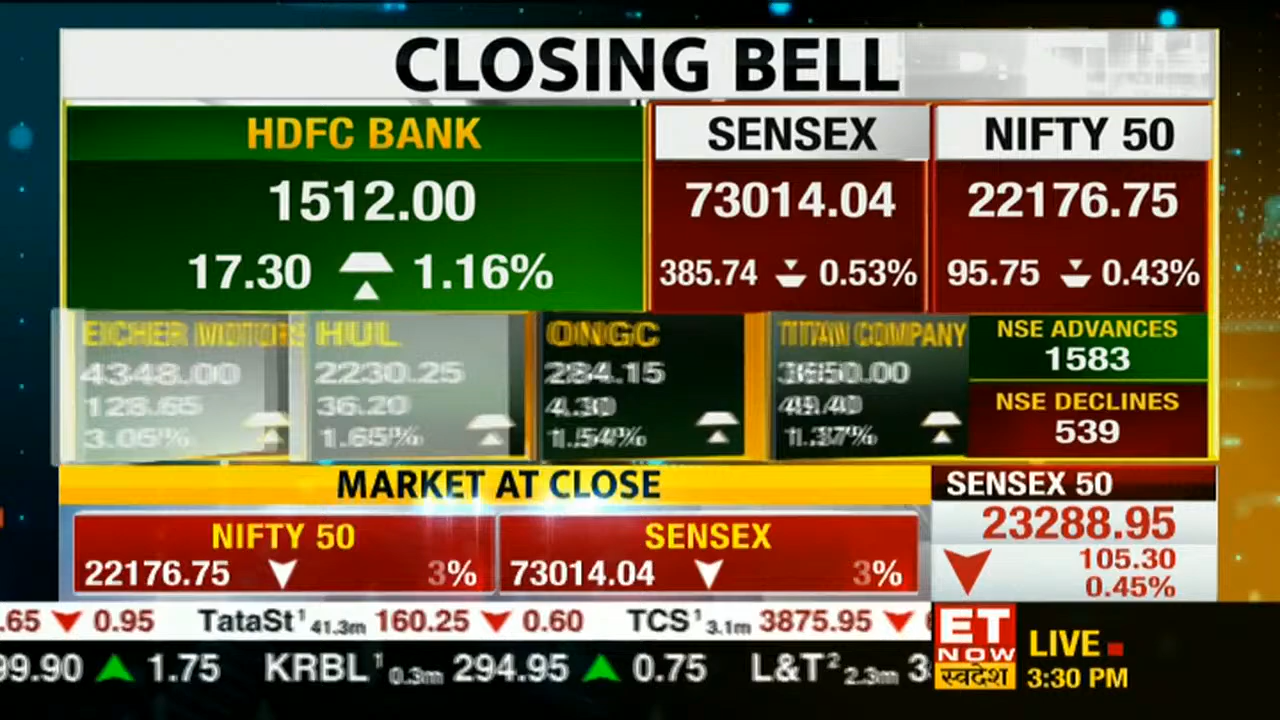 CLOSING BELL
HDFC BANK
1512.00
17.30 1.16%
SENSEX
73014.04
385.74 0.53%
NIFTY 50
22176.75
95.75 0.43%
EICHER MOTORS
4348.00
128.65
3.05%
HUL
2230.25
36.20
1.65%
ONGC
284.15
4.30
1.54%
TITAN COMPANY
3650.00
49.40
1.37%
NSE ADVANCES
1583
NSE DECLINES
539
MARKET AT CLOSE
NIFTY 50
22176.75 3%
SENSEX
73014.04 3%
SENSEX 50
23288.95
105.30
0.45%
.65 0.95 TataSt¹ 41.3m 160.25 0.60 TCS¹ 3.1m 3875.95
99.90 1.75 KRBL¹ 0.3m 294.95 0.75 L&T² 2.3m 3
ET
NOW
स्वदेश
LIVE
3:30 PM